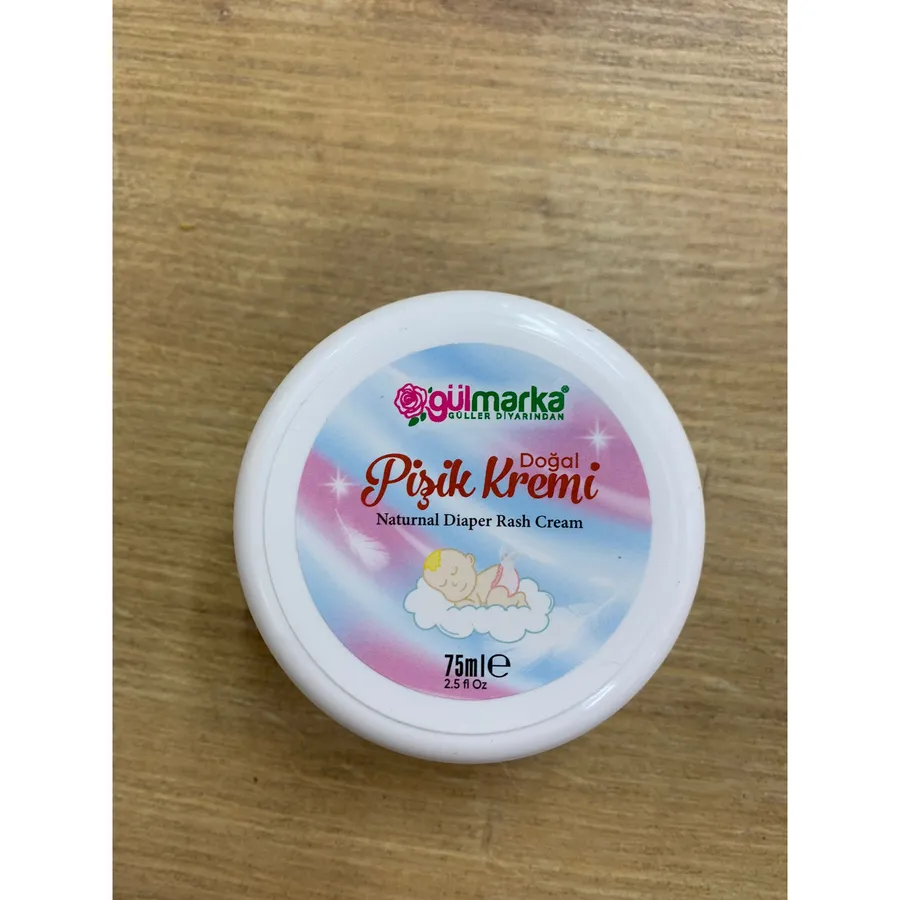 gülmarka®
GÜLLER DİYARINDAN
Doğal
Pişik Kremi
Naturnal Diaper Rash Cream
75ml℮
2.5 fl Oz